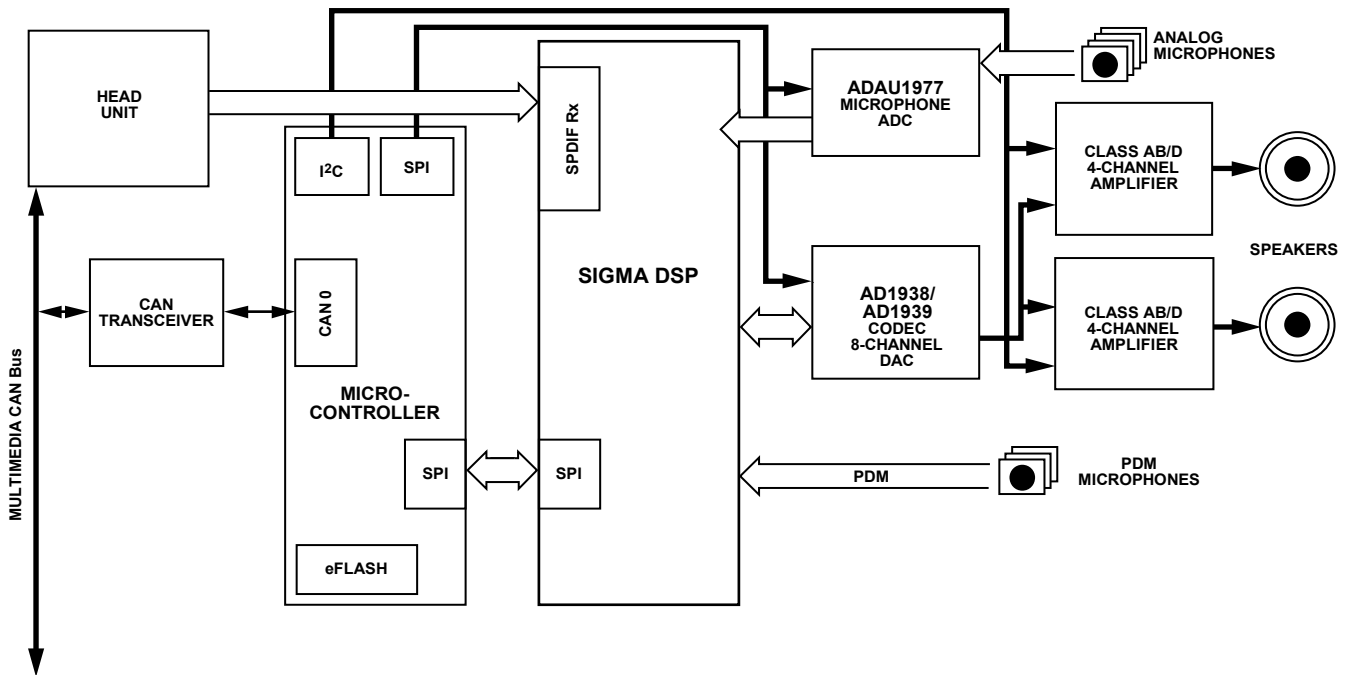 HEAD
UNIT
MULTIMEDIA CAN Bus
CAN
TRANSCEIVER
I²C
SPI
CAN 0
MICRO-
CONTROLLER
SPI
eFLASH
SPDIF Rx
SIGMA DSP
SPI
ADAU1977
MICROPHONE
ADC
AD1938/
AD1939
CODEC
8-CHANNEL
DAC
PDM
ANALOG
MICROPHONES
CLASS AB/D
4-CHANNEL
AMPLIFIER
SPEAKERS
CLASS AB/D
4-CHANNEL
AMPLIFIER
PDM
MICROPHONES